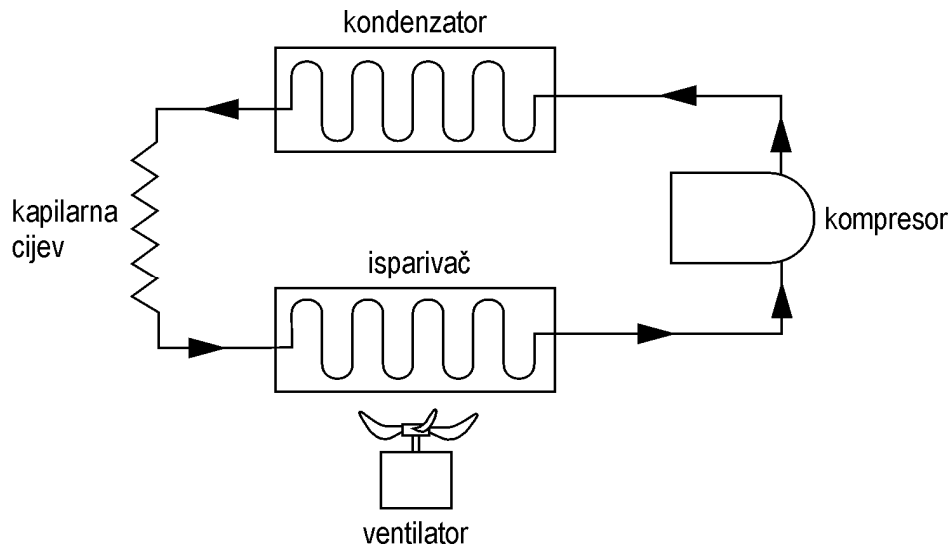 kondenzator
kapilarna
cijev
kompresor
isparivač
ventilator